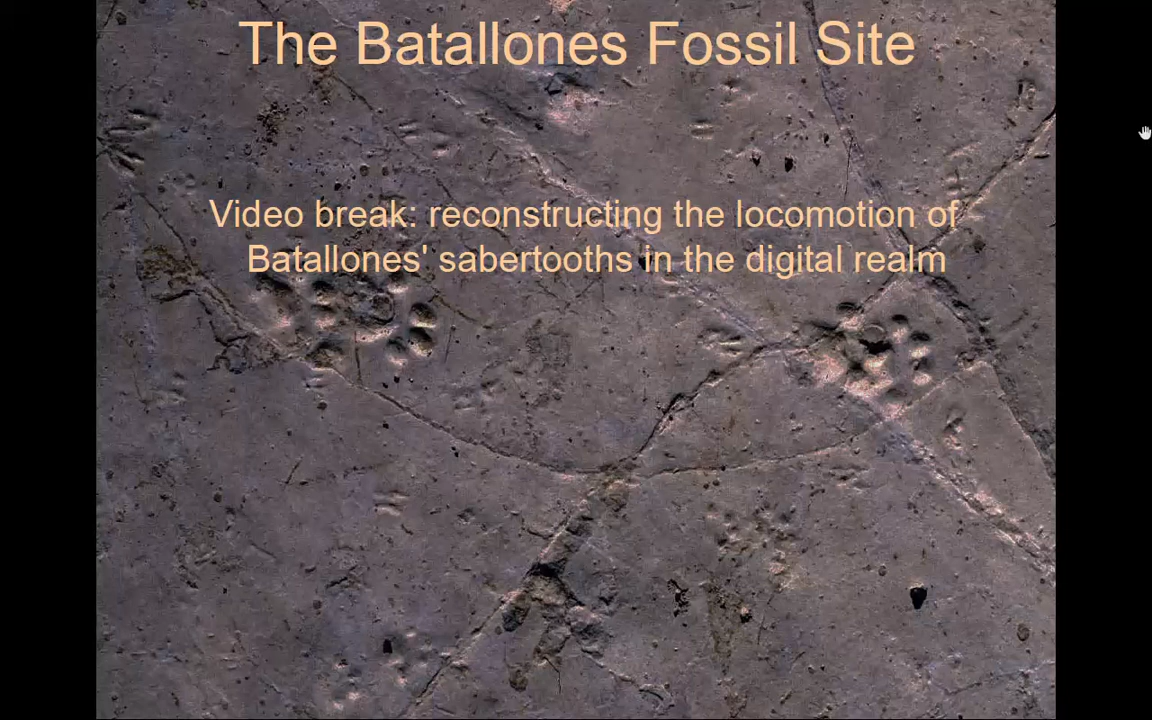 The Batallones Fossil Site
Video break: reconstructing the locomotion of
Batallones' sabertooths in the digital realm